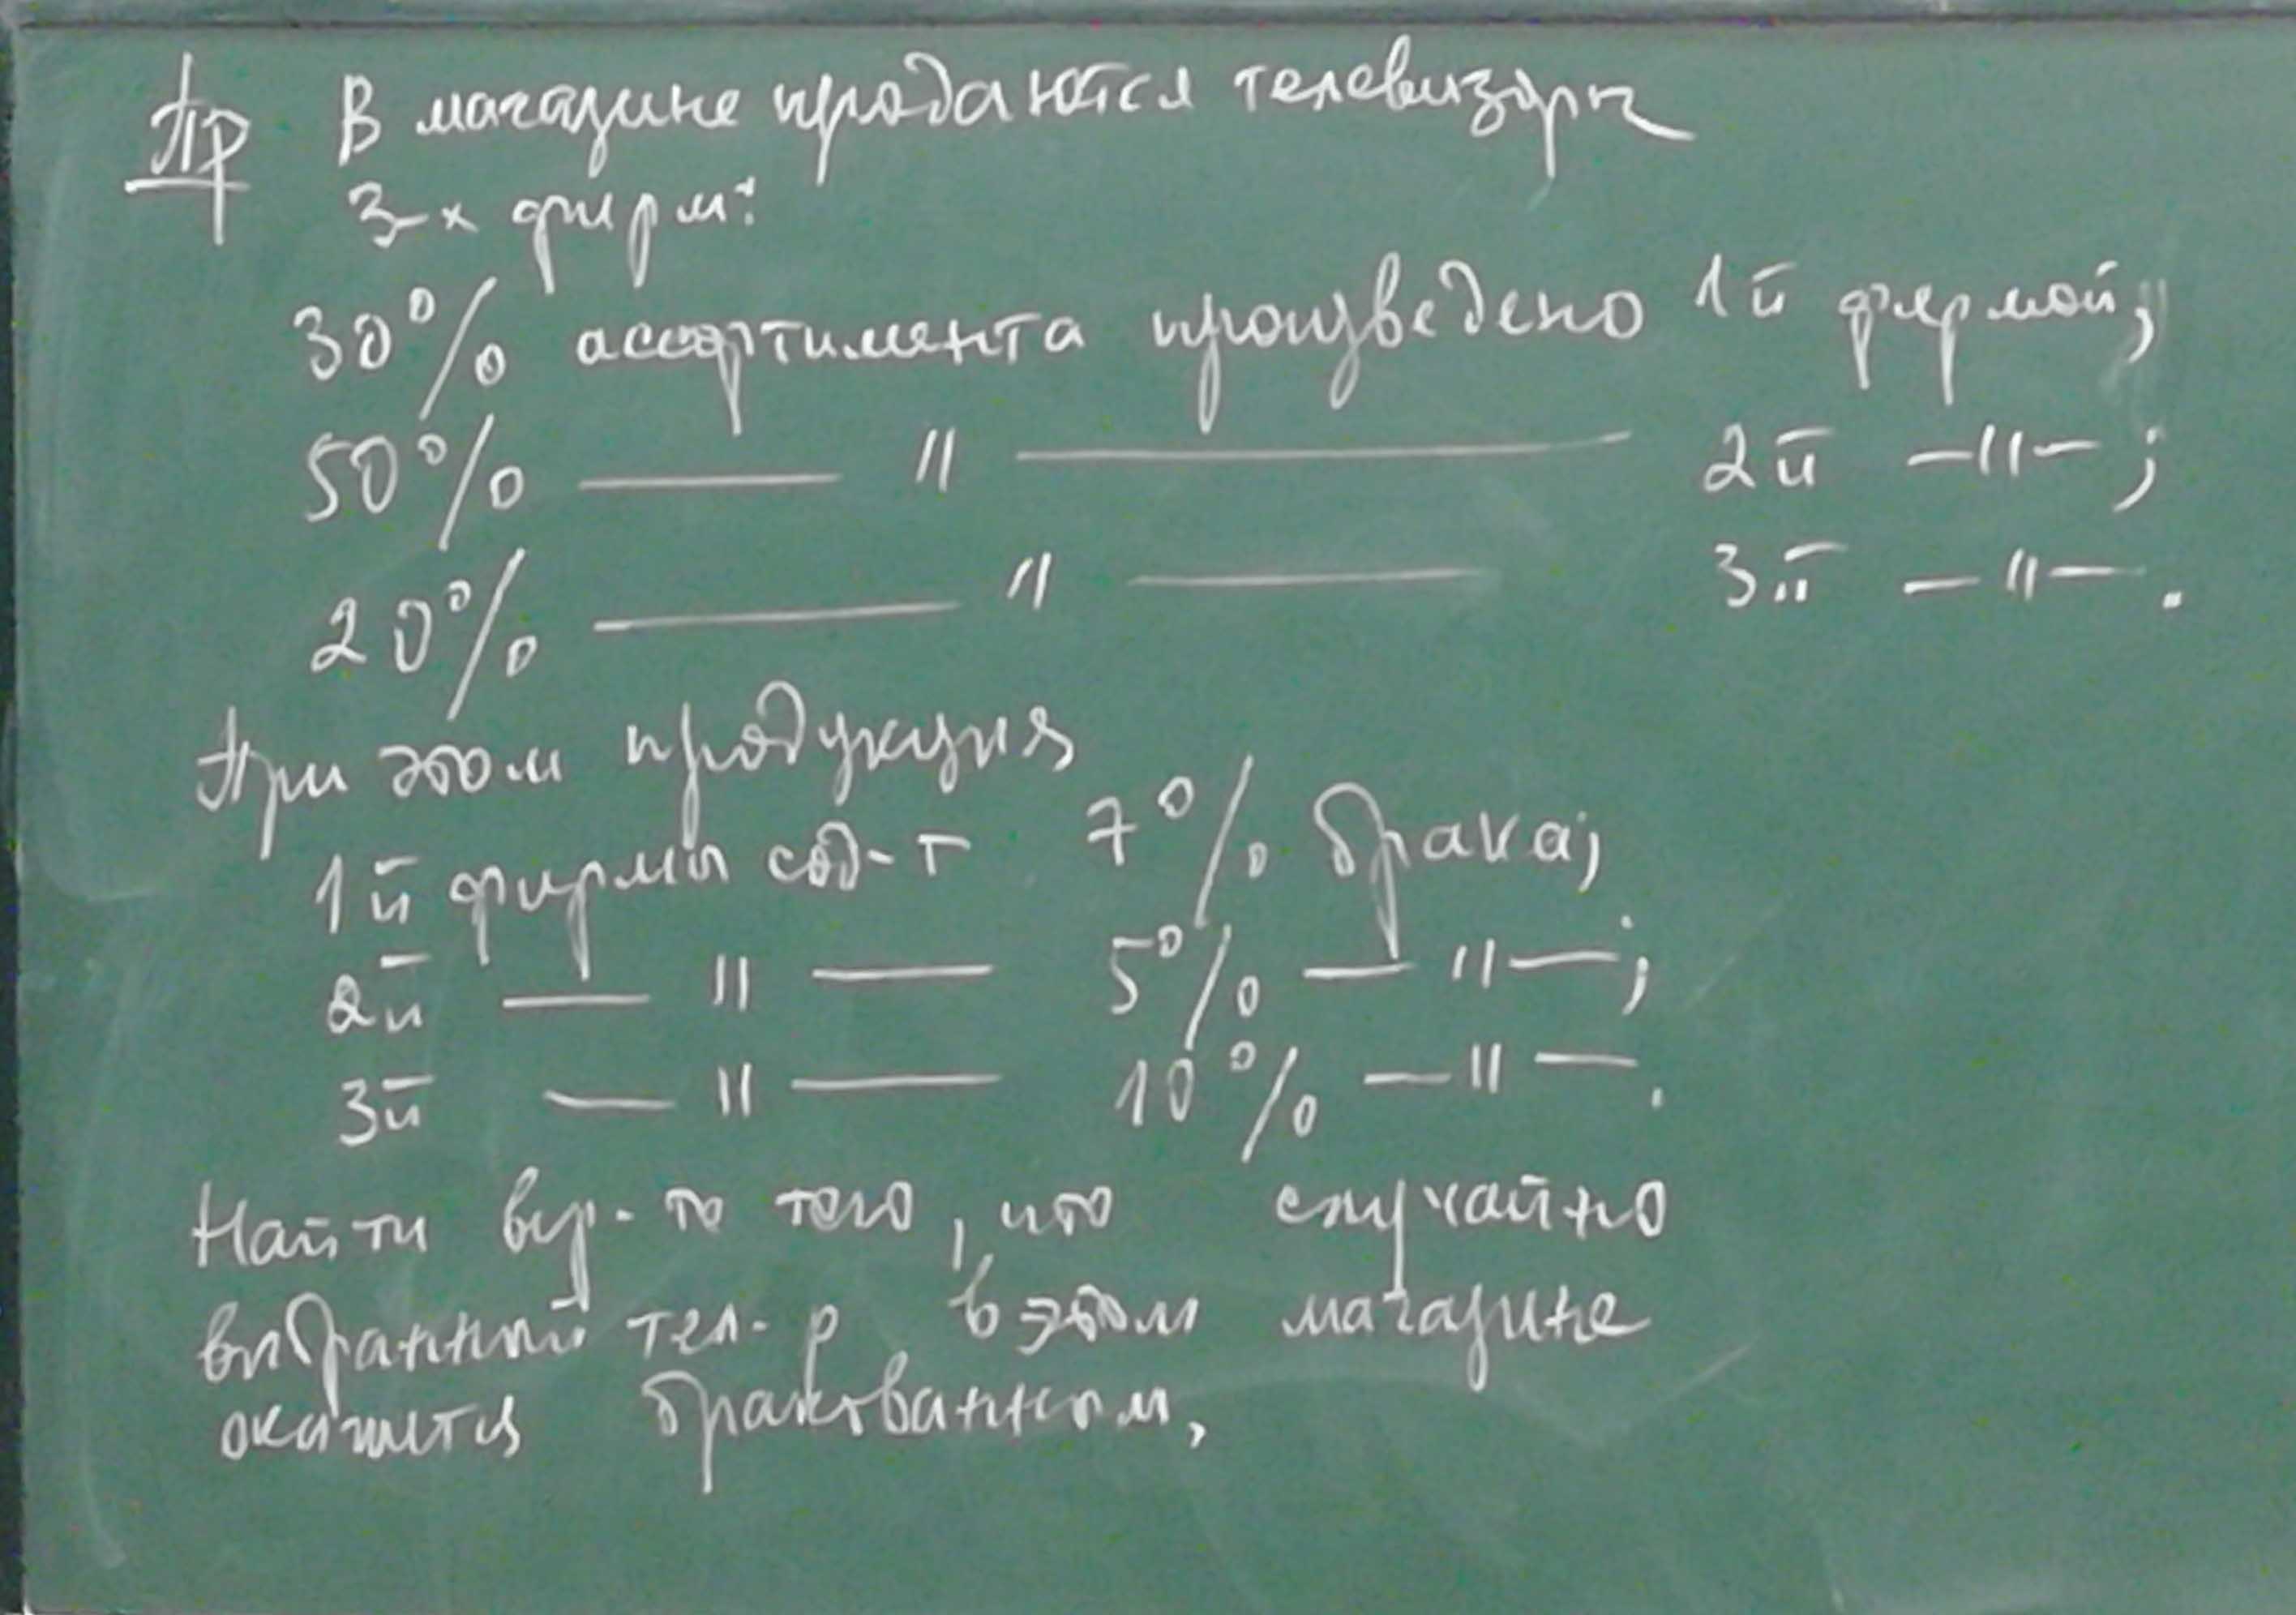 Пр В магазине продаются телевизоры
3-х фирм:
30% ассортимента произведено 1й фирмой;
50% —— " —— 2й —"— ;
20% —— " —— 3й —"— .
При этом продукция
1й фирмы сод-т 7% брака;
2й —— " —— 5% —"— ;
3й —— " —— 10% —"— .
Найти вер-ть того, что случайно
выбранный тел-р в этом магазине
окажется бракованным,